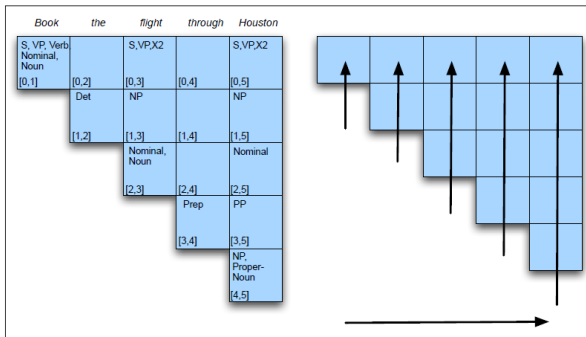 Book the flight through Houston
S, VP, Verb, S,VP,X2 S,VP,X2
Nominal,
Noun
[0,1] [0,2] [0,3] [0,4] [0,5]
Det NP NP
[1,2] [1,3] [1,4] [1,5]
Nominal, Nominal
Noun
[2,3] [2,4] [2,5]
Prep PP
[3,4] [3,5]
NP,
Proper-
Noun
[4,5]